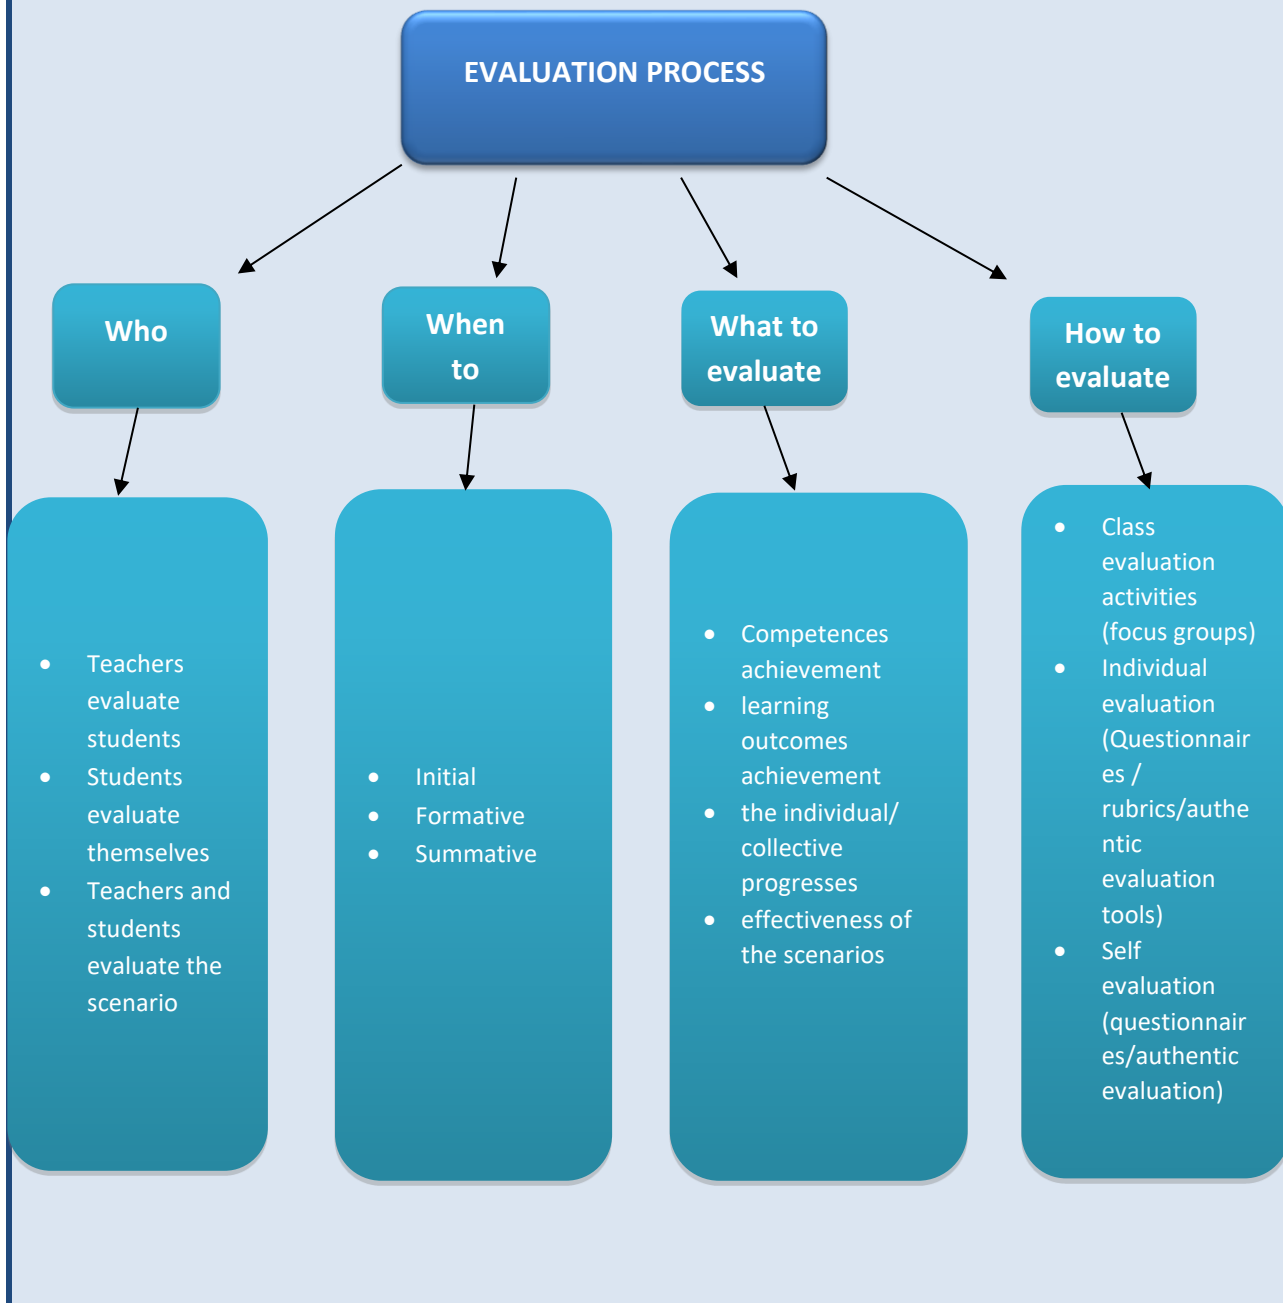 EVALUATION PROCESS
Who
When
to
What to
evaluate
How to
evaluate
• Teachers
evaluate
students
• Students
evaluate
themselves
• Teachers and
students
evaluate the
scenario
• Initial
• Formative
• Summative
• Competences
achievement
• learning
outcomes
achievement
• the individual/
collective
progresses
• effectiveness of
the scenarios
• Class
evaluation
activities
(focus groups)
• Individual
evaluation
(Questionnair
es /
rubrics/authe
ntic
evaluation
tools)
• Self
evaluation
(questionnair
es/authentic
evaluation)